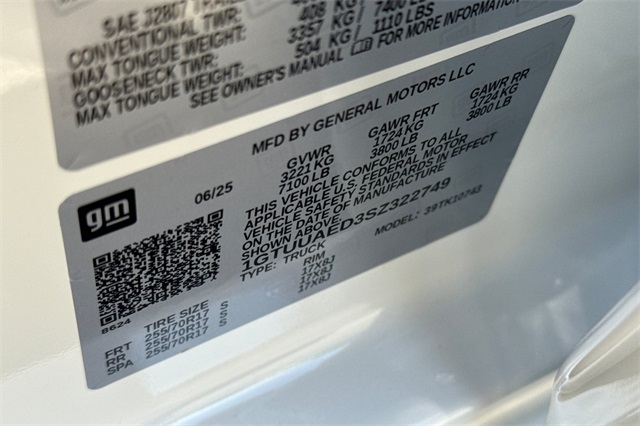 SAE J2807
408 KG / 
CONVENTIONAL TWR: 3357 KG / 7400 LBS
MAX TONGUE WEIGHT: 504 KG / 1110 LBS
GOOSENECK TWR:
MAX TONGUE WEIGHT:
SEE OWNER'S MANUAL FOR MORE INFORMATION
MFD BY GENERAL MOTORS LLC
GVWR GAWR FRT GAWR RR
3221 KG 1724 KG 1724 KG
7100 LB 3800 LB 3800 LB
gm
06/25
THIS VEHICLE CONFORMS TO ALL
U.S. FEDERAL MOTOR
VEHICLE SAFETY STANDARDS IN EFFECT
ON THE DATE OF MANUFACTURE
SHOWN ABOVE.
1GTUUAED3SZ322749
TYPE: TRUCK MODEL: 39TK10743
8624
TIRE SIZE RIM
FRT 255/70R17 S 17X8J
RR 255/70R17 S 17X8J
SPA 255/70R17 S 17X8J